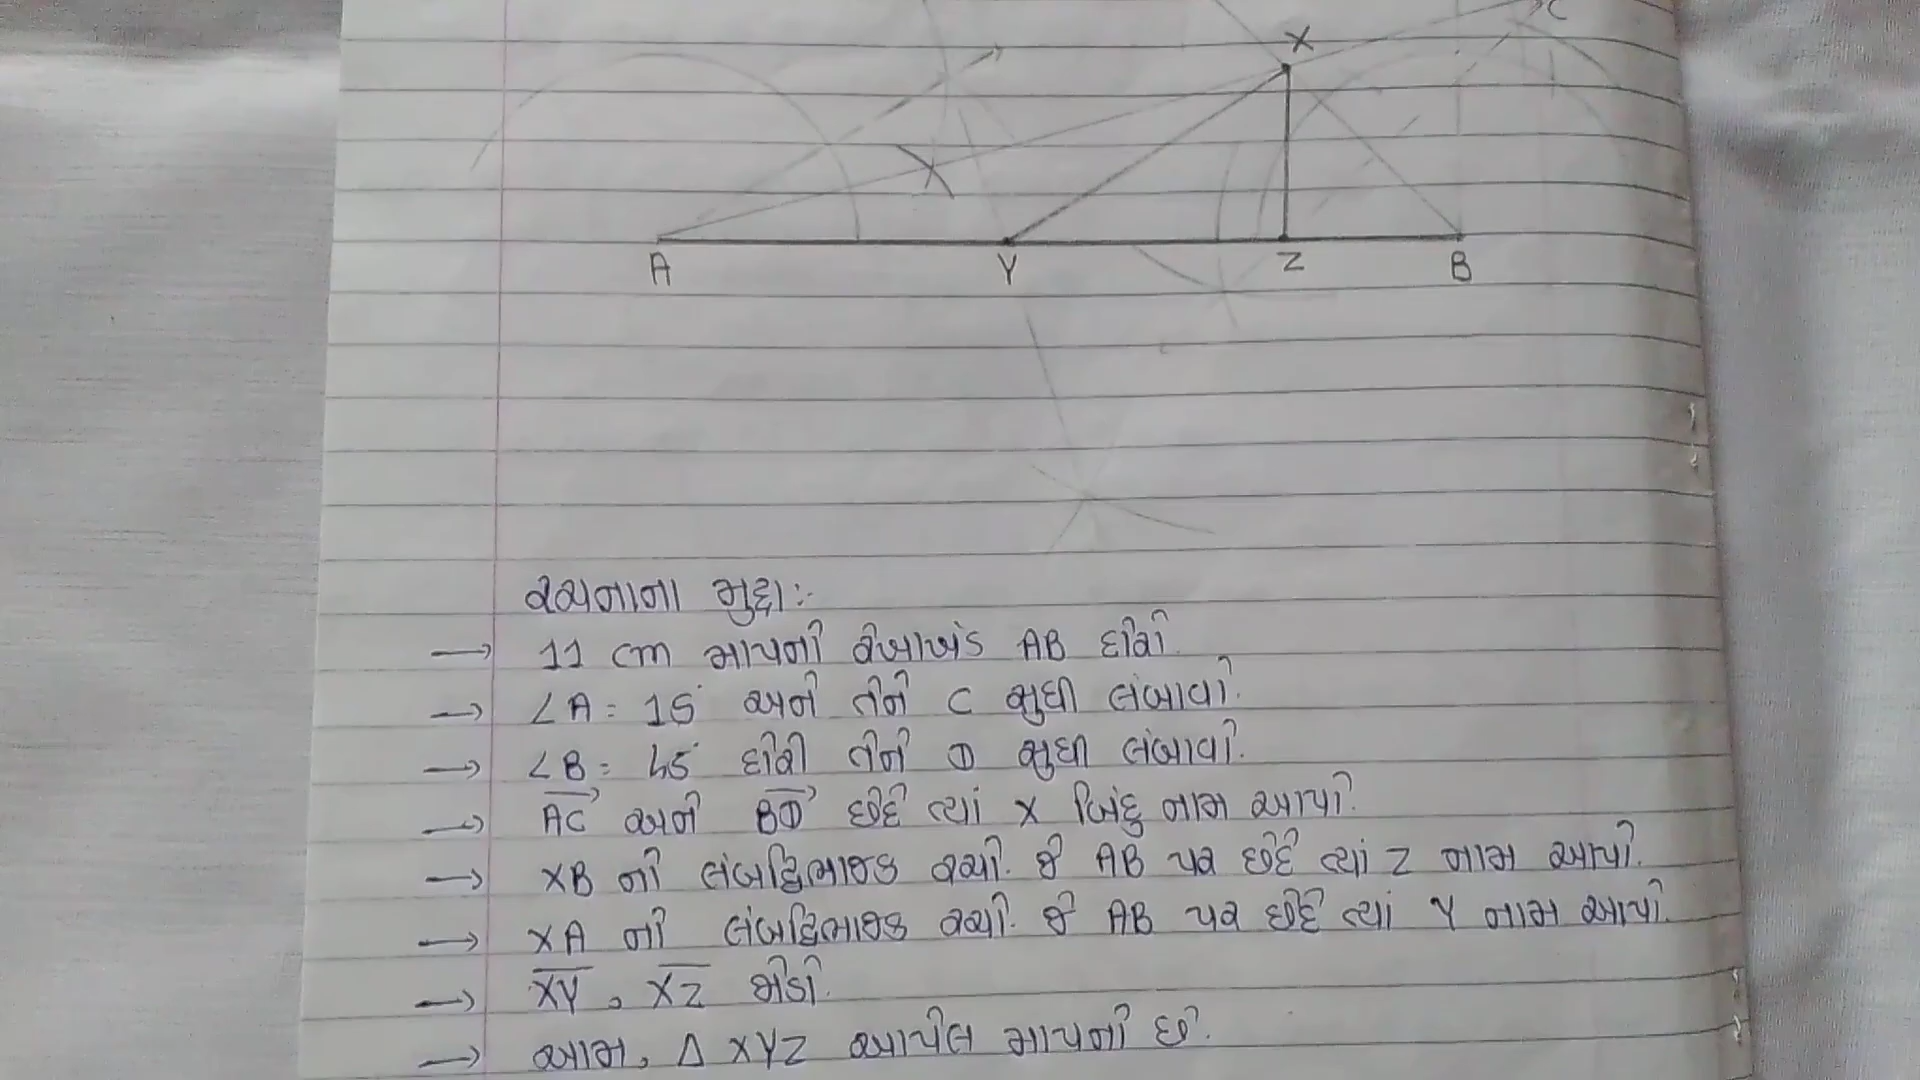 C
X
A Y Z B
રચનાના મુદ્દા:-
→ 11 cm માપનો રેખાખંડ AB દોરો.
→ ∠A = 15° અને તેને C સુધી લંબાવો.
→ ∠B = 45° દોરી તેને D સુધી લંબાવો.
→ AC અને BD છેદે ત્યાં X બિંદુ નામ આપો.
→ XB નો લંબદ્વિભાજક રચો. જે AB પર છેદે ત્યાં Z નામ આપો.
→ XA નો લંબદ્વિભાજક રચો. જે AB પર છેદે ત્યાં Y નામ આપો.
→ XY, XZ જોડો.
→ આમ, Δ XYZ આપેલ માપનો છે.